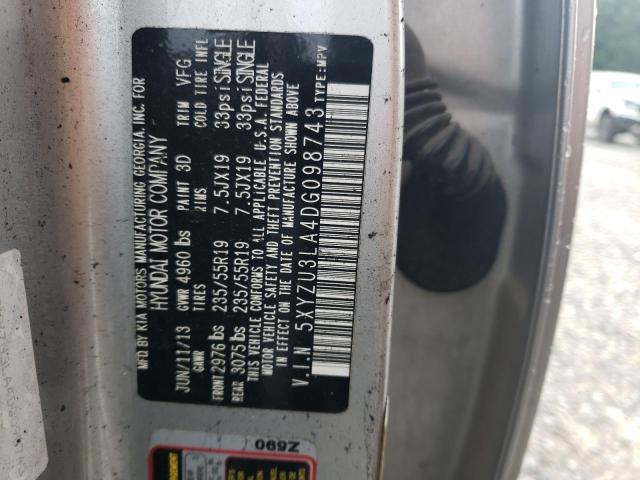 MFD BY KIA MOTORS MANUFACTURING GEORGIA, INC. FOR
HYUNDAI MOTOR COMPANY
JUN/11/13 GVWR 4960 lbs PAINT 3D TRIM VFG
GAWR TIRES RIMS COLD TIRE INFL
FRONT 2976 lbs 235/55R19 7.5JX19 33psi SINGLE
REAR 3075 lbs 235/55R19 7.5JX19 33psi SINGLE
THIS VEHICLE CONFORMS TO ALL APPLICABLE U.S.A. FEDERAL
MOTOR VEHICLE SAFETY AND THEFT PREVENTION STANDARDS
IN EFFECT ON THE DATE OF MANUFACTURE SHOWN ABOVE
V.I.N 5XYZU3LA4DG098743 TYPE:MPV
Z590